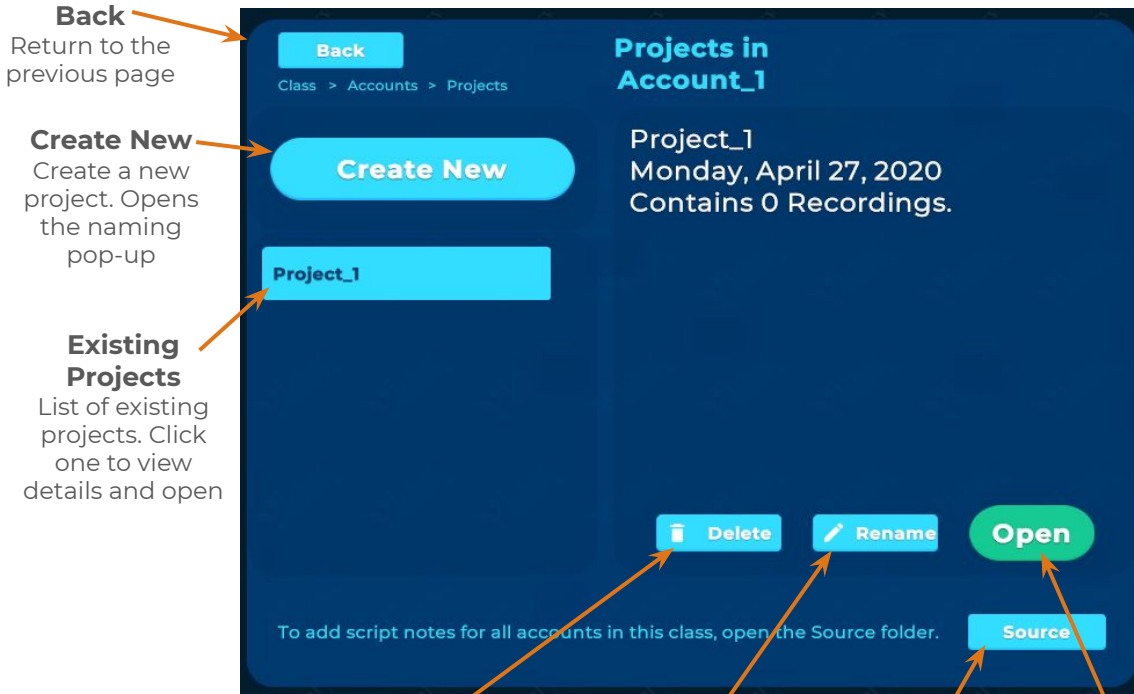 Back
Return to the
previous page
Create New
Create a new
project. Opens
the naming
pop-up
Existing
Projects
List of existing
projects. Click
one to view
details and open
Back
Class > Accounts > Projects
Projects in
Account_1
Create New
Project_1
Project_1
Monday, April 27, 2020
Contains 0 Recordings.
Delete
Rename
Open
To add script notes for all accounts in this class, open the Source folder.
Source